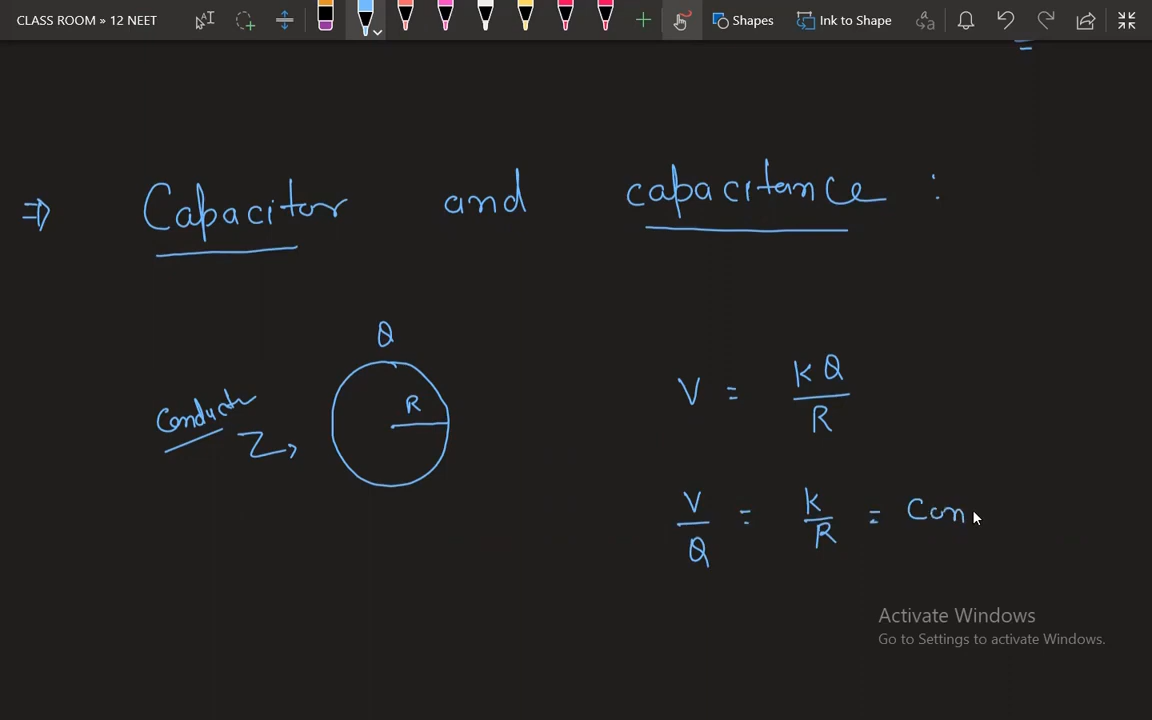 CLASS ROOM » 12 NEET
Shapes
Ink to Shape
⇒ Capacitor and capacitance :
Q
R
Conductor
V = KQ / R
V / Q = K / R = Con
Activate Windows
Go to Settings to activate Windows.